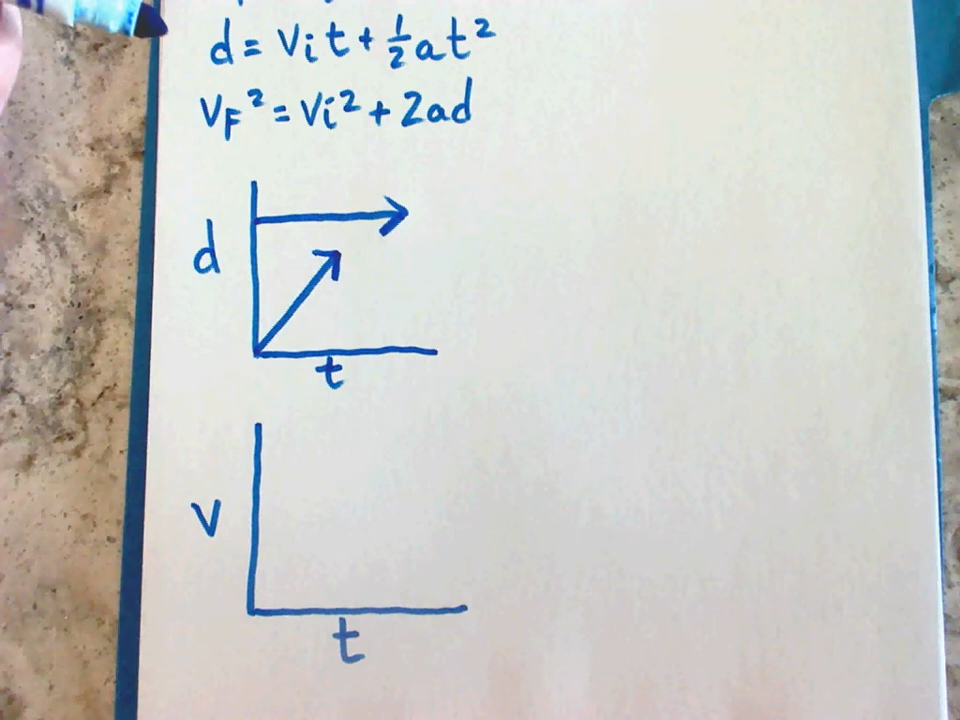 d = Vit + ½at²
VF² = Vi² + 2ad
d
t
V
t